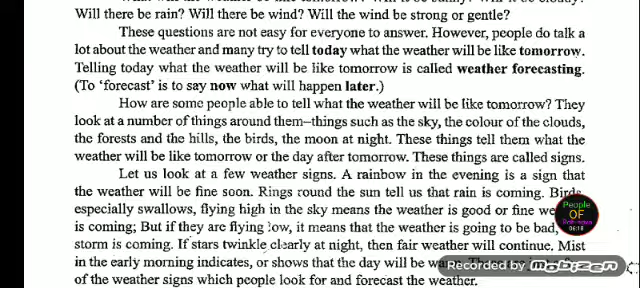 Will there be rain? Will there be wind? Will the wind be strong or gentle?
These questions are not easy for everyone to answer. However, people do talk a
lot about the weather and many try to tell today what the weather will be like tomorrow.
Telling today what the weather will be like tomorrow is called weather forecasting.
(To 'forecast' is to say now what will happen later.)
How are some people able to tell what the weather will be like tomorrow? They
look at a number of things around them–things such as the sky, the colour of the clouds,
the forests and the hills, the birds, the moon at night. These things tell them what the
weather will be like tomorrow or the day after tomorrow. These things are called signs.
Let us look at a few weather signs. A rainbow in the evening is a sign that
the weather will be fine soon. Rings round the sun tell us that rain is coming. Birds
especially swallows, flying high in the sky means the weather is good or fine we
is coming; But if they are flying low, it means that the weather is going to be bad,
storm is coming. If stars twinkle clearly at night, then fair weather will continue. Mist
in the early morning indicates, or shows that the day will be
of the weather signs which people look for and forecast the weather.
People
OF
06:18
Recorded by mobizen